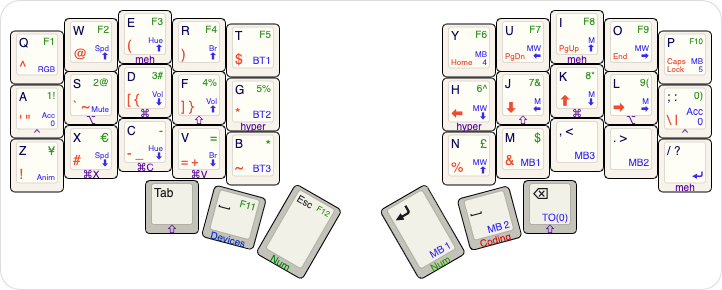 Q F1
^ RGB
W F2
@ Spd ⬆
E F3
( Hue ⬆
meh
R F4
) Br ⬆
T F5
$ BT1
Y F6
Home MB 4
U F7
PgDn MW ⬅
I F8
PgUp M ⬆
meh
O F9
End MW ➡
P F10
Caps Lock MB 5
A 1!
' " Acc 0
^
S 2@
` ~ Mute
⌥
D 3#
[ { Vol ⬇
⌘
F 4%
] } Vol ⬆
⇧
G 5%
* BT2
hyper
H 6^
⬅ MW ⬇
hyper
J 7&
⬇ M ⬅
⇧
K 8*
⬆ M ⬇
⌘
L 9(
➡ M ➡
⌥
; : 0)
\ | Acc 0
^
Z ¥
! Anim
X €
# Spd ⬇
⌘X
C -
- _ Hue ⬇
⌘C
V =
= + Br ⬇
⌘V
B *
~ BT3
N £
% MW ⬆
M $
& MB1
, <
MB3
. >
MB2
/ ?
↵
meh
Tab
⇧
F11
Devices
Esc F12
Num
↵
MB 1
Num
MB 2
Coding
⌫
TO(0)
⇧